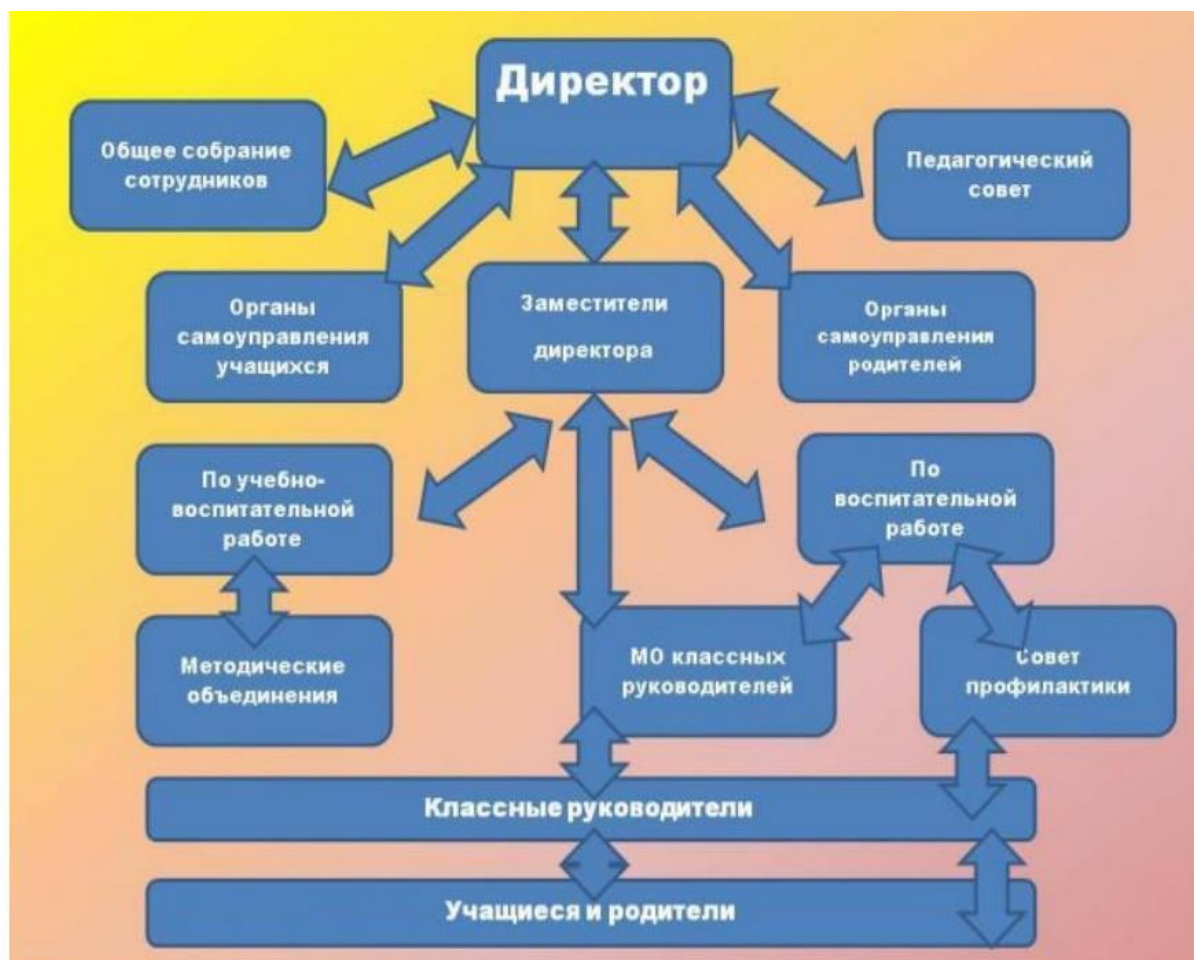 Директор
Общее собрание
сотрудников
Педагогический
совет
Органы
самоуправления
учащихся
Заместители
директора
Органы
самоуправления
родителей
По учебно-
воспитательной
работе
По
воспитательной
работе
Методические
объединения
МО классных
руководителей
Совет
профилактики
Классные руководители
Учащиеся и родители